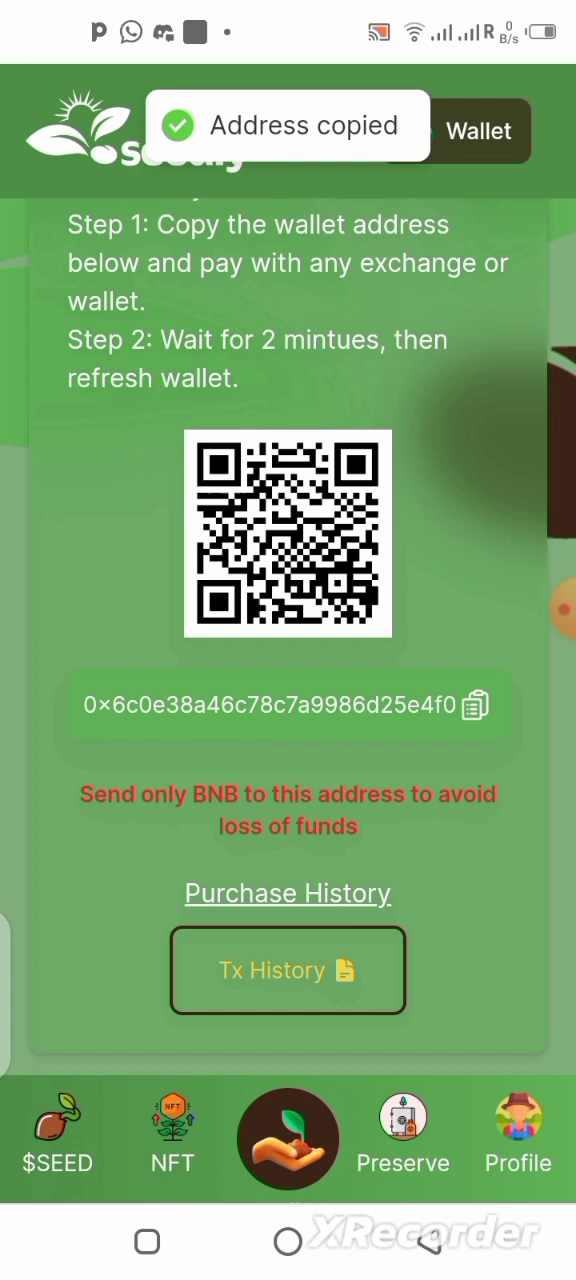 0
B/s
R
Address copied
Wallet
Step 1: Copy the wallet address
below and pay with any exchange or
wallet.
Step 2: Wait for 2 mintues, then
refresh wallet.
0x6c0e38a46c78c7a9986d25e4f0
Send only BNB to this address to avoid
loss of funds
Purchase History
Tx History
NFT
$SEED
NFT
Preserve
Profile
XRecorder